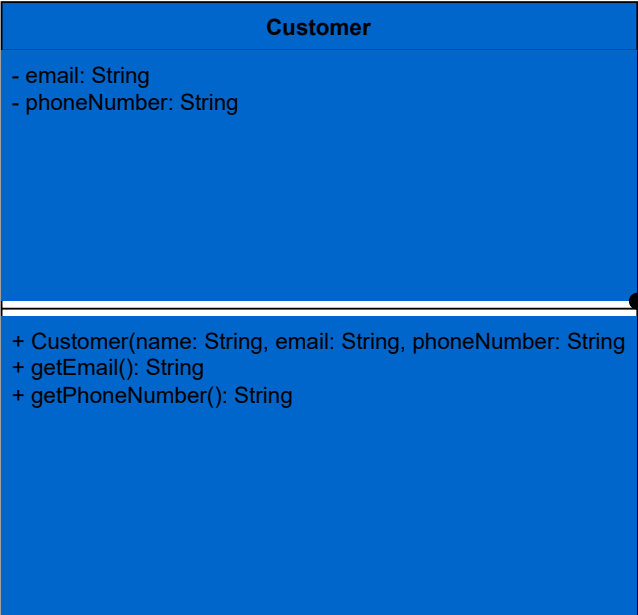 Customer
- email: String
- phoneNumber: String
+ Customer(name: String, email: String, phoneNumber: String
+ getEmail(): String
+ getPhoneNumber(): String